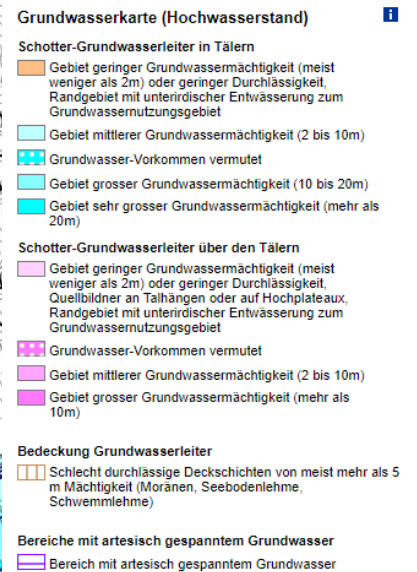 Grundwasserkarte (Hochwasserstand)
i
Schotter-Grundwasserleiter in Tälern
Gebiet geringer Grundwassermächtigkeit (meist
weniger als 2m) oder geringer Durchlässigkeit,
Randgebiet mit unterirdischer Entwässerung zum
Grundwassernutzungsgebiet
Gebiet mittlerer Grundwassermächtigkeit (2 bis 10m)
Grundwasser-Vorkommen vermutet
Gebiet grosser Grundwassermächtigkeit (10 bis 20m)
Gebiet sehr grosser Grundwassermächtigkeit (mehr als
20m)
Schotter-Grundwasserleiter über den Tälern
Gebiet geringer Grundwassermächtigkeit (meist
weniger als 2m) oder geringer Durchlässigkeit,
Quellbildner an Talhängen oder auf Hochplateaux,
Randgebiet mit unterirdischer Entwässerung zum
Grundwassernutzungsgebiet
Grundwasser-Vorkommen vermutet
Gebiet mittlerer Grundwassermächtigkeit (2 bis 10m)
Gebiet grosser Grundwassermächtigkeit (mehr als
10m)
Bedeckung Grundwasserleiter
Schlecht durchlässige Deckschichten von meist mehr als 5
m Mächtigkeit (Moränen, Seebodenlehme,
Schwemmlehme)
Bereiche mit artesisch gespanntem Grundwasser
Bereich mit artesisch gespanntem Grundwasser